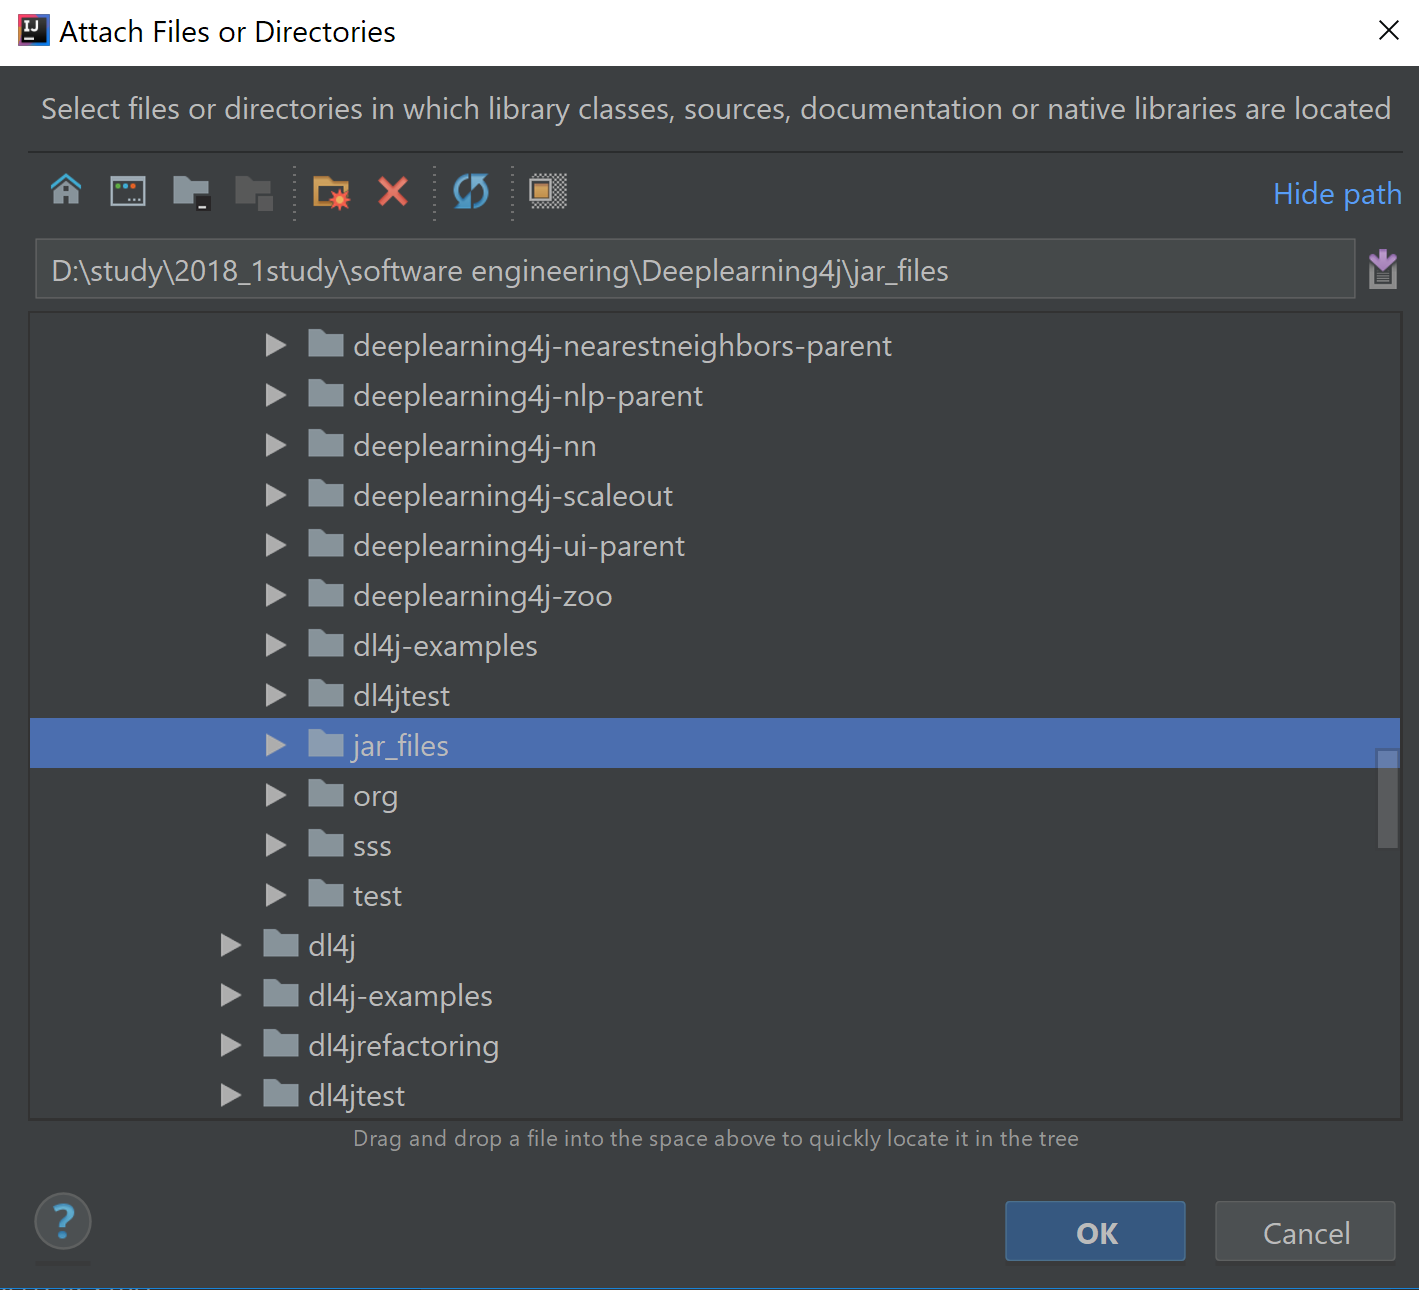 IJ
Attach Files or Directories
Select files or directories in which library classes, sources, documentation or native libraries are located
Hide path
D:\study\2018_1study\software engineering\Deeplearning4j\jar_files
deeplearning4j-nearestneighbors-parent
deeplearning4j-nlp-parent
deeplearning4j-nn
deeplearning4j-scaleout
deeplearning4j-ui-parent
deeplearning4j-zoo
dl4j-examples
dl4jtest
jar_files
org
sss
test
dl4j
dl4j-examples
dl4jrefactoring
dl4jtest
Drag and drop a file into the space above to quickly locate it in the tree
?
OK
Cancel